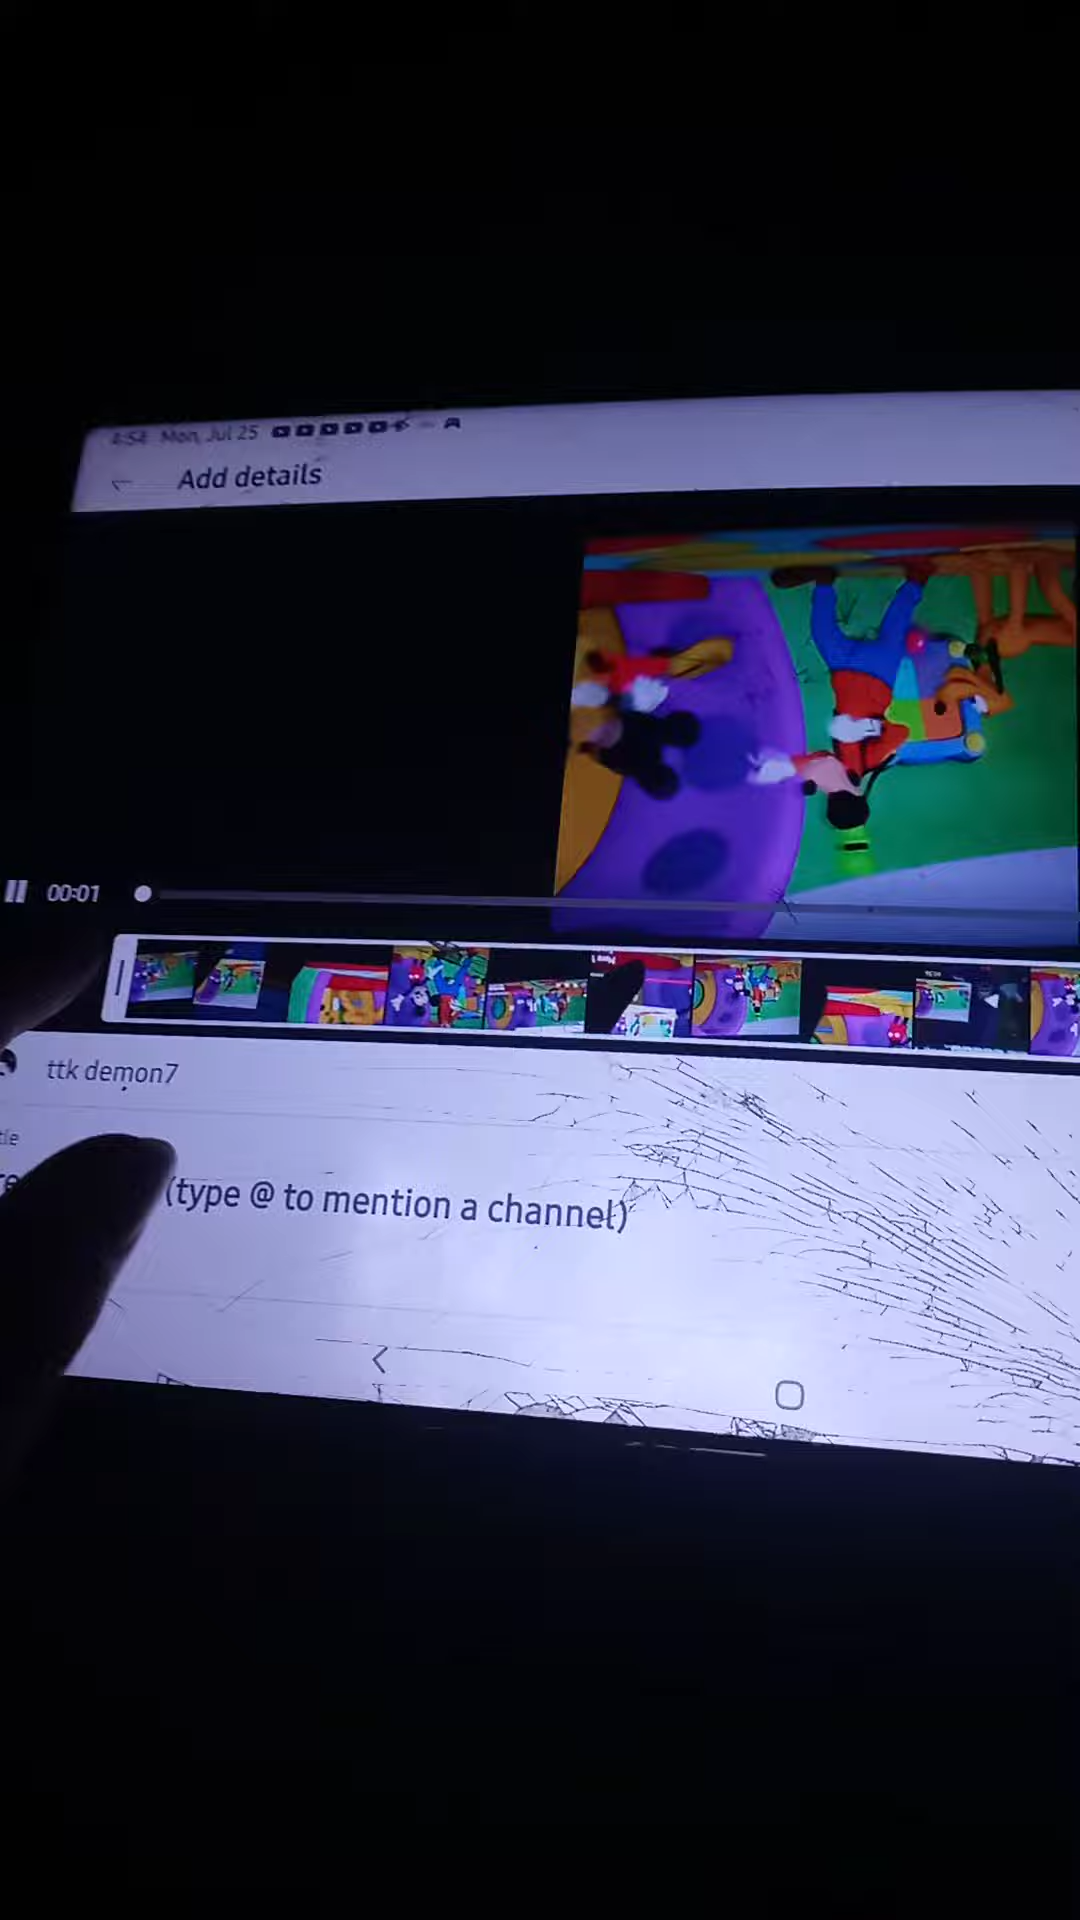 4:54 Mon, Jul 25
Add details
00:01
ttk demon7
(type @ to mention a channel)